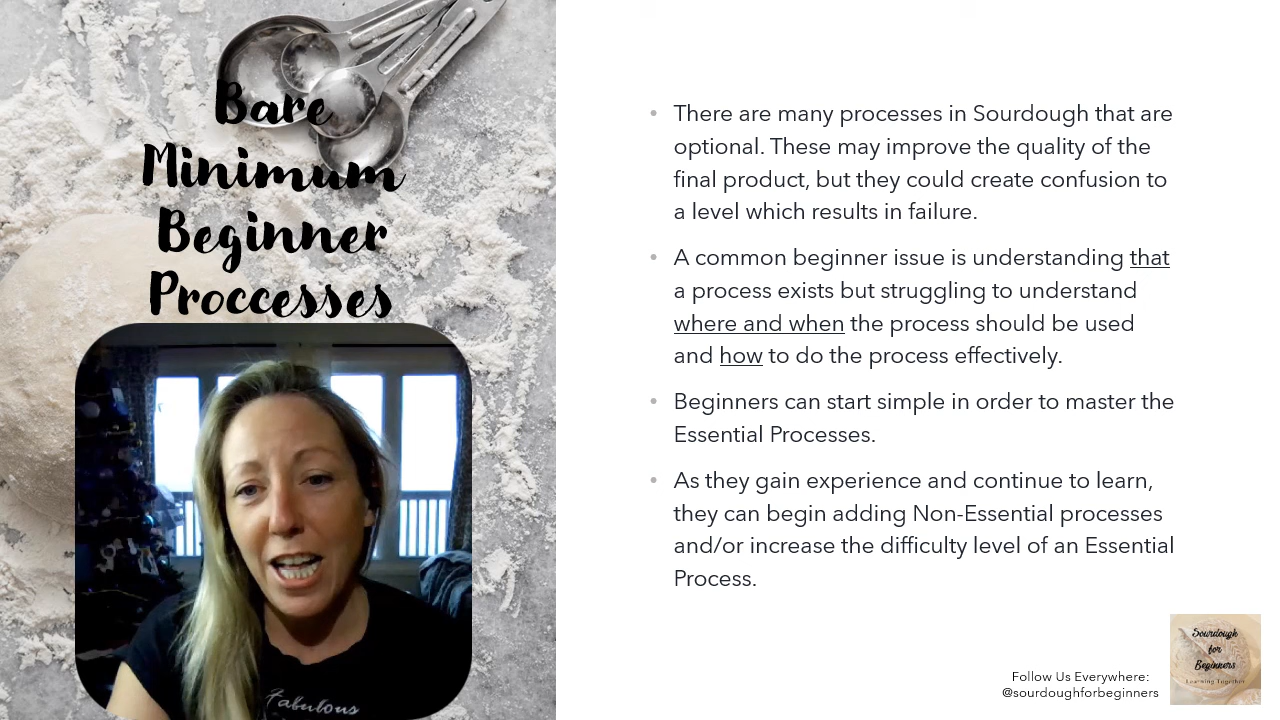 Bare
Minimum
Beginner
Proccesses
There are many processes in Sourdough that are
optional. These may improve the quality of the
final product, but they could create confusion to
a level which results in failure.
A common beginner issue is understanding that
a process exists but struggling to understand
where and when the process should be used
and how to do the process effectively.
Beginners can start simple in order to master the
Essential Processes.
As they gain experience and continue to learn,
they can begin adding Non-Essential processes
and/or increase the difficulty level of an Essential
Process.
Fabulous
Follow Us Everywhere:
@sourdoughforbeginners
Sourdough
for
Beginners
Learning Together